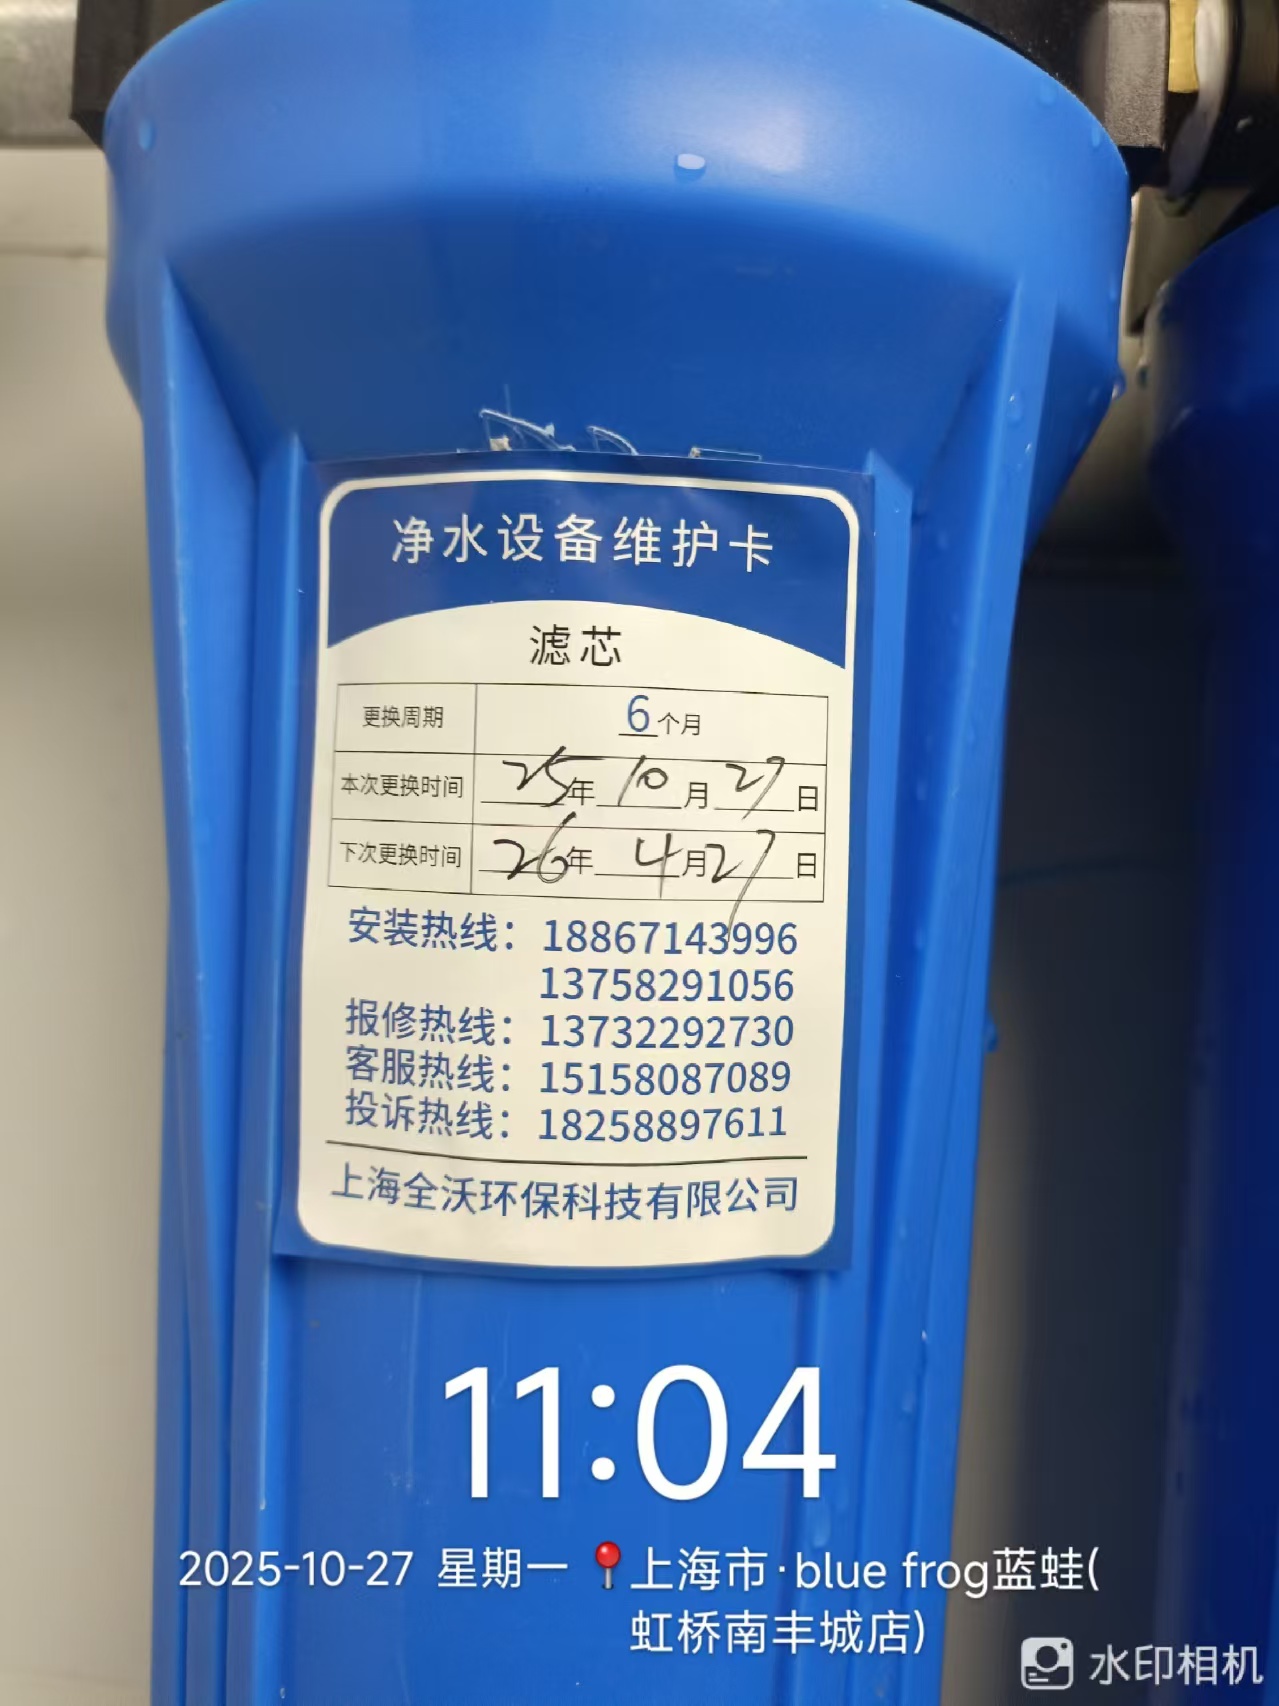 净水设备维护卡
滤芯
更换周期 6个月
本次更换时间 25年10月27日
下次更换时间 26年4月27日
安装热线：18867143996
13758291056
报修热线：13732292730
客服热线：15158087089
投诉热线：18258897611
上海全沃环保科技有限公司
11:04
2025-10-27 星期一 上海市·blue frog蓝蛙(
虹桥南丰城店)
水印相机